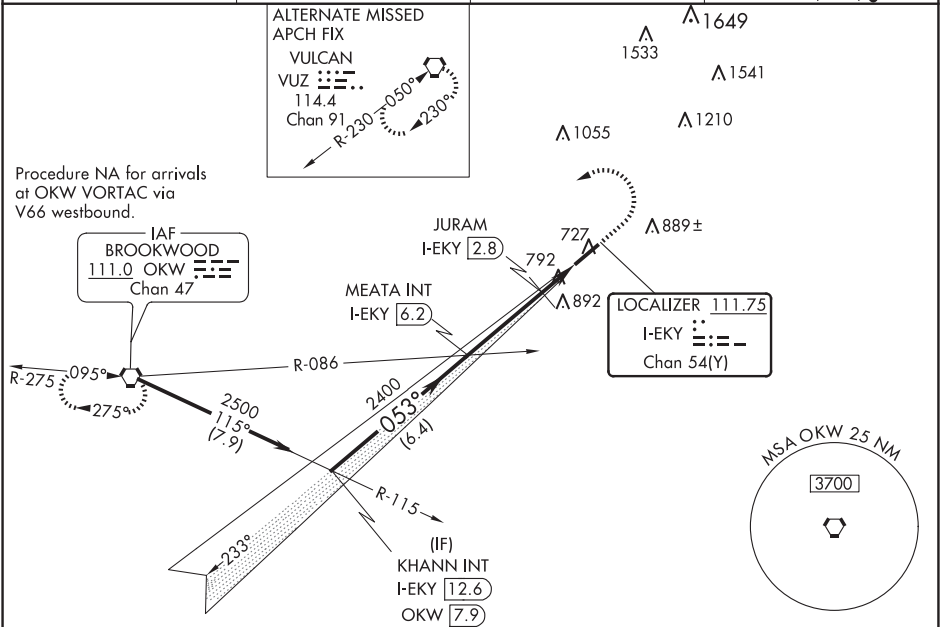 ALTERNATE MISSED
APCH FIX
VULCAN
VUZ
114.4
Chan 91
R-230
050°
230°
1649
1533
1541
1210
1055
Procedure NA for arrivals
at OKW VORTAC via
V66 westbound.
IAF
BROOKWOOD
111.0 OKW
Chan 47
JURAM
I-EKY 2.8
727
889±
792
892
MEATA INT
I-EKY 6.2
LOCALIZER 111.75
I-EKY
Chan 54(Y)
R-275
095°
275°
R-086
2500
115°
(7.9)
2400
053°
(6.4)
R-115
233°
(IF)
KHANN INT
I-EKY 12.6
OKW 7.9
MSA OKW 25 NM
3700